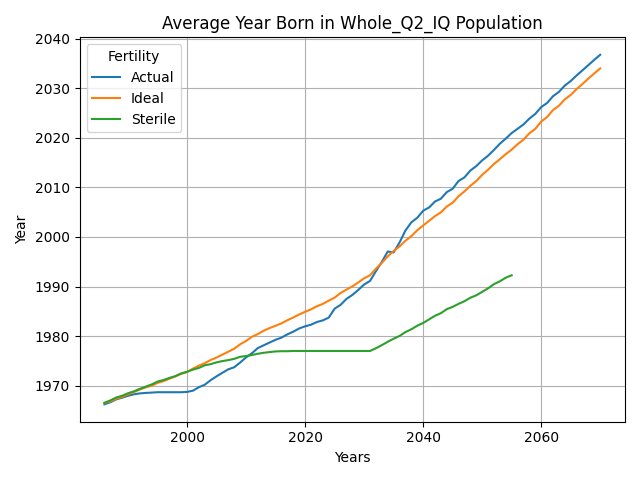 Average Year Born in Whole_Q2_IQ Population
Fertility
Actual
Ideal
Sterile
Year
2040
2030
2020
2010
2000
1990
1980
1970
2000
2020
2040
2060
Years